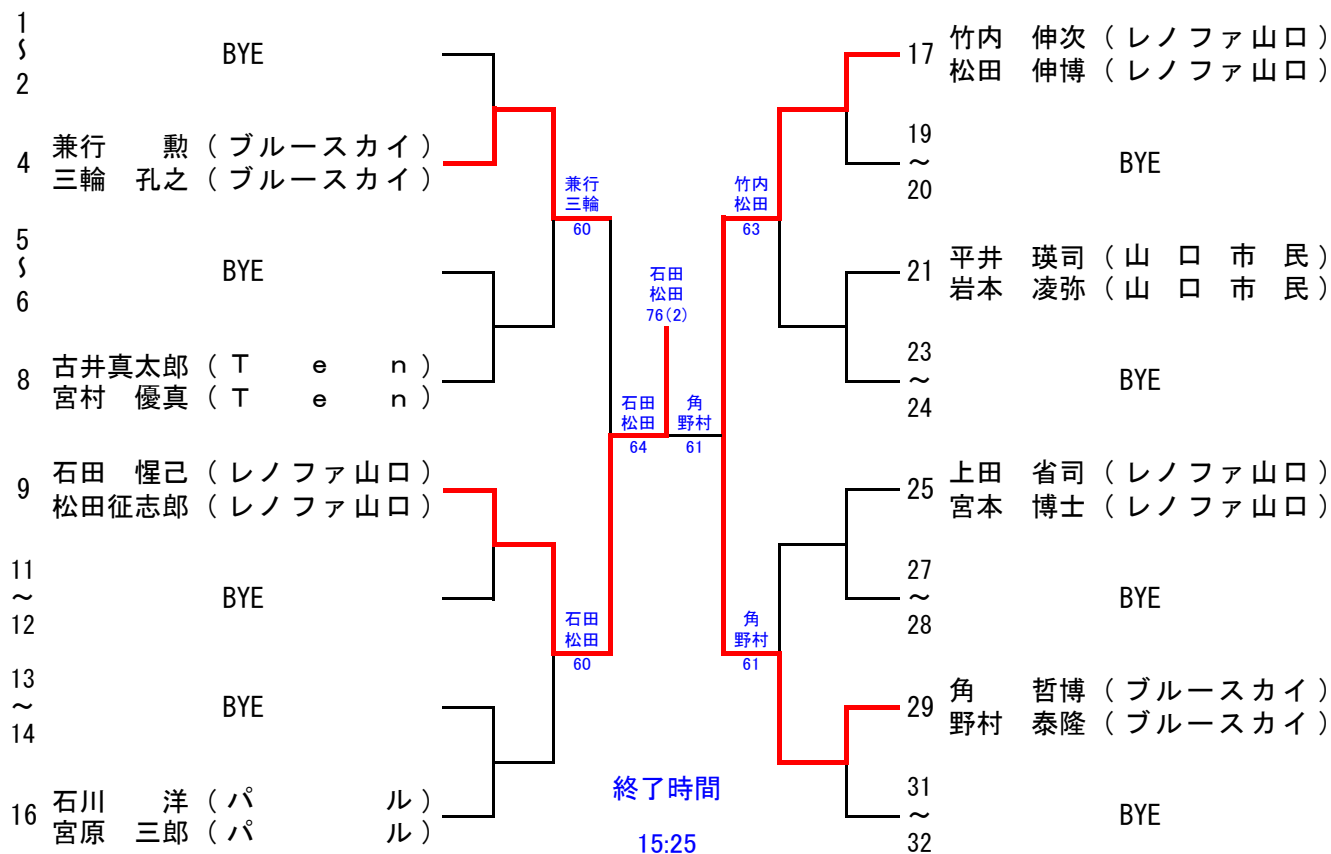 1
〜
2
BYE
4
兼行　　勲（ブルースカイ）
三輪　孔之（ブルースカイ）
5
〜
6
BYE
8
古井真太郎（Ｔｅｎ）
宮村　優真（Ｔｅｎ）
9
石田　惺己（レノファ山口）
松田征志郎（レノファ山口）
11
～
12
BYE
13
～
14
BYE
16
石川　　洋（パル）
宮原　三郎（パル）
兼行
三輪
60
石田
松田
60
石田
松田
64
石田
松田
76(2)
角
野村
61
竹内
松田
63
角
野村
61
17
竹内　伸次（レノファ山口）
松田　伸博（レノファ山口）
19
～
20
BYE
21
平井　瑛司（山口市民）
岩本　凌弥（山口市民）
23
～
24
BYE
25
上田　省司（レノファ山口）
宮本　博士（レノファ山口）
27
～
28
BYE
29
角　　哲博（ブルースカイ）
野村　泰隆（ブルースカイ）
31
～
32
BYE
終了時間
15:25